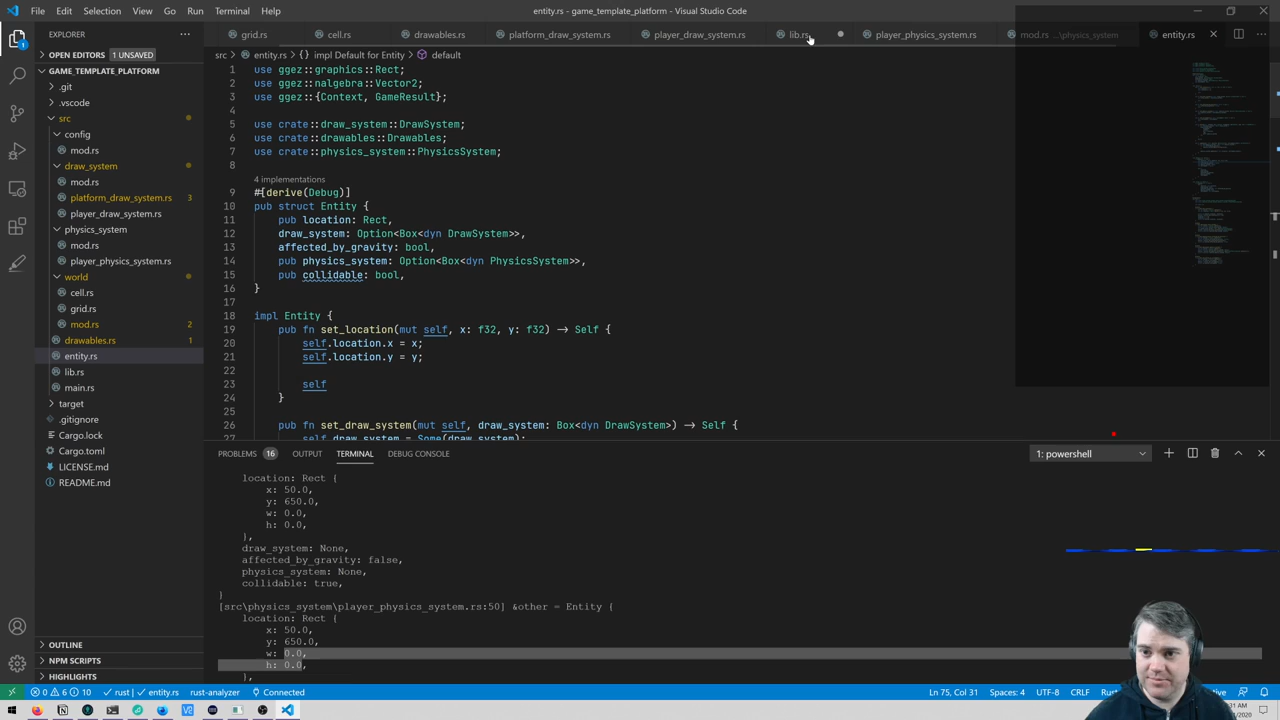 File Edit Selection View Go Run Terminal Help
entity.rs - game_template_platform - Visual Studio Code
EXPLORER
OPEN EDITORS 1 UNSAVED
GAME_TEMPLATE_PLATFORM
.git
.vscode
src
config
mod.rs
draw_system
mod.rs
platform_draw_system.rs 3
player_draw_system.rs
physics_system
mod.rs
player_physics_system.rs
world
cell.rs
grid.rs
mod.rs 2
drawables.rs 1
entity.rs
lib.rs
main.rs
target
.gitignore
Cargo.lock
Cargo.toml
LICENSE.md
README.md
OUTLINE
NPM SCRIPTS
MAVEN
grid.rs cell.rs drawables.rs platform_draw_system.rs player_draw_system.rs lib.rs player_physics_system.rs mod.rs ...\physics_system entity.rs
src > entity.rs > {} impl Default for Entity > default
1 use ggez::graphics::Rect;
2 use ggez::nalgebra::Vector2;
3 use ggez::{Context, GameResult};
4
5 use crate::draw_system::DrawSystem;
6 use crate::drawables::Drawables;
7 use crate::physics_system::PhysicsSystem;
8
4 implementations
9 #[derive(Debug)]
10 pub struct Entity {
11 pub location: Rect,
12 draw_system: Option<Box<dyn DrawSystem>>,
13 affected_by_gravity: bool,
14 pub physics_system: Option<Box<dyn PhysicsSystem>>,
15 pub collidable: bool,
16 }
17
18 impl Entity {
19 pub fn set_location(mut self, x: f32, y: f32) → Self {
20 self.location.x = x;
21 self.location.y = y;
22
23 self
24 }
25
26 pub fn set_draw_system(mut self, draw_system: Box<dyn DrawSystem>) → Self {
27 self.draw_system = Some(draw_system);
PROBLEMS 16 OUTPUT TERMINAL DEBUG CONSOLE
1: powershell
location: Rect {
x: 50.0,
y: 650.0,
w: 0.0,
h: 0.0,
},
draw_system: None,
affected_by_gravity: false,
physics_system: None,
collidable: true,
}
[src\physics_system\player_physics_system.rs:50] &other = Entity {
location: Rect {
x: 50.0,
y: 650.0,
w: 0.0,
h: 0.0,
},
0 6 10 rust | entity.rs rust-analyzer Connected
Ln 75, Col 31 Spaces: 4 UTF-8 CRLF